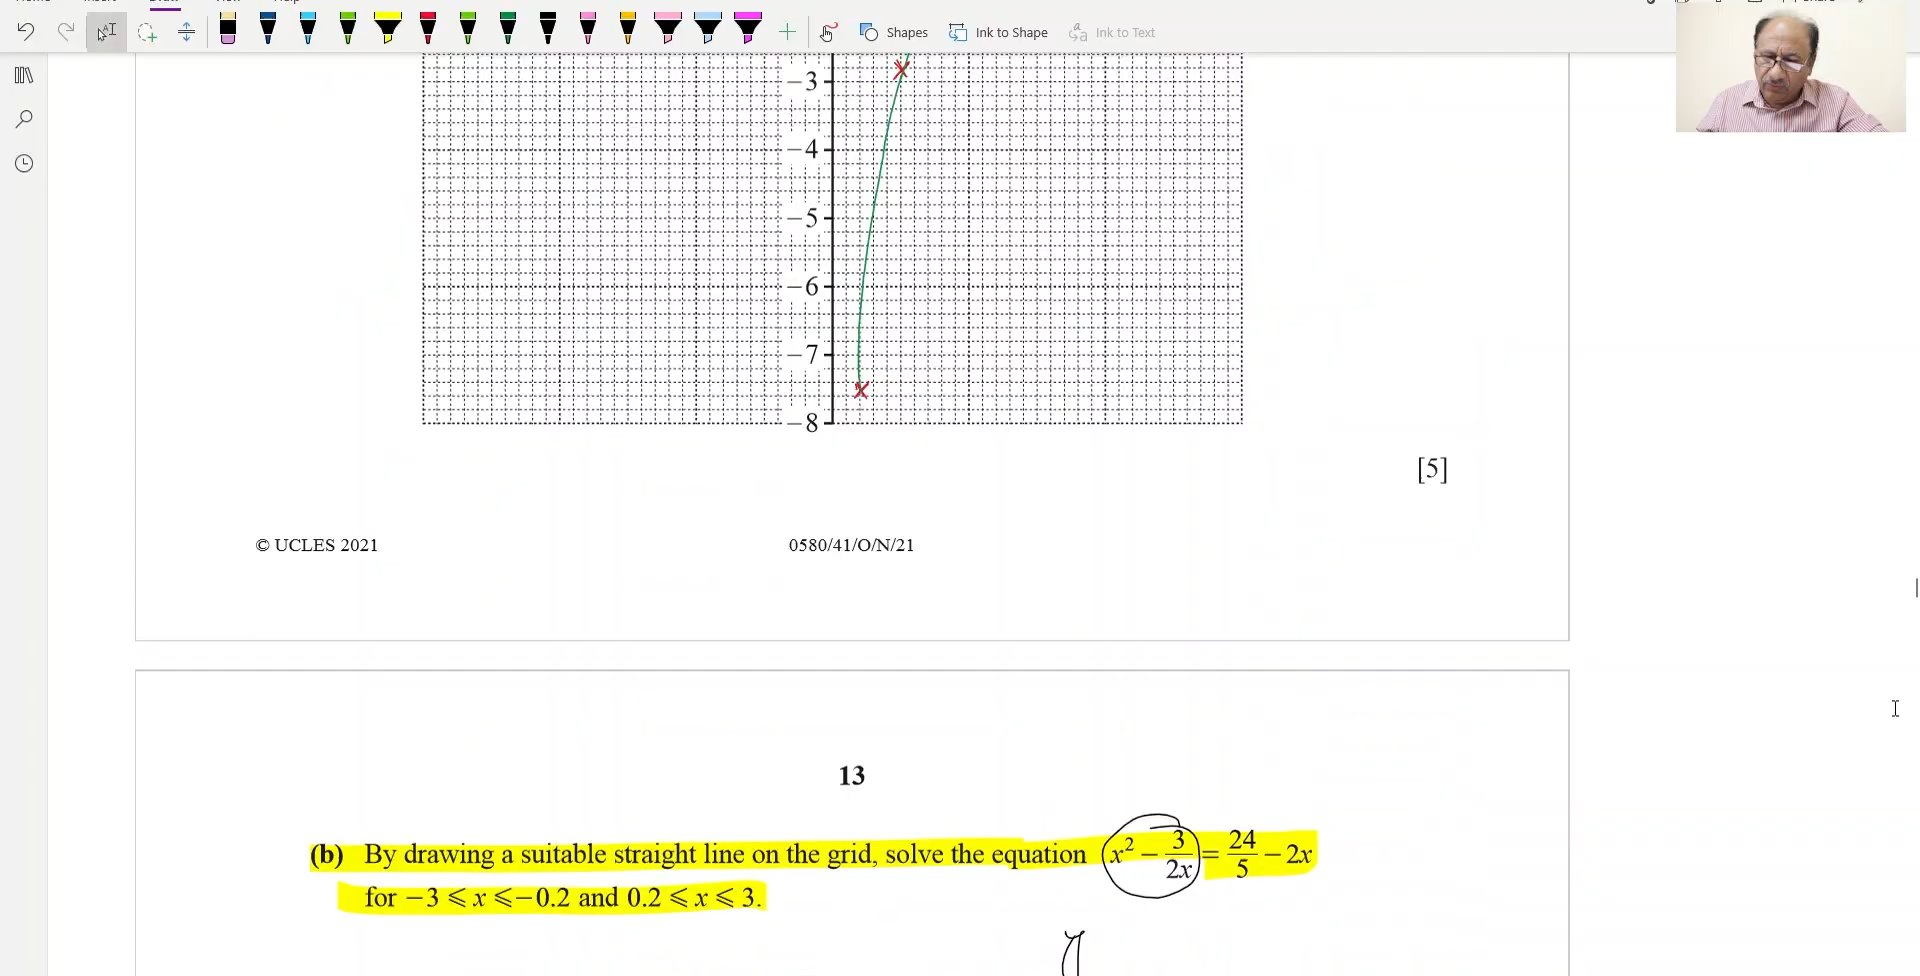 Shapes Ink to Shape Ink to Text
−3
−4
−5
−6
−7
−8
[5]
© UCLES 2021 0580/41/O/N/21
13
(b) By drawing a suitable straight line on the grid, solve the equation x² − 3/2x = 24/5 − 2x
for −3 ⩽ x ⩽ −0.2 and 0.2 ⩽ x ⩽ 3.
y